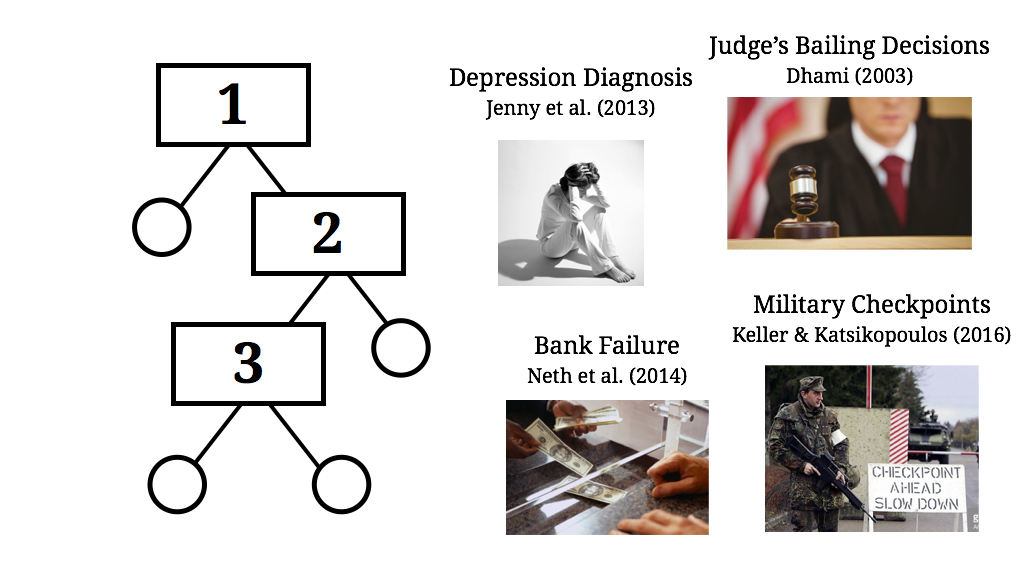 1
2
3
Depression Diagnosis
Jenny et al. (2013)
Judge’s Bailing Decisions
Dhami (2003)
Bank Failure
Neth et al. (2014)
Military Checkpoints
Keller & Katsikopoulos (2016)
CHECKPOINT
AHEAD
SLOW DOWN